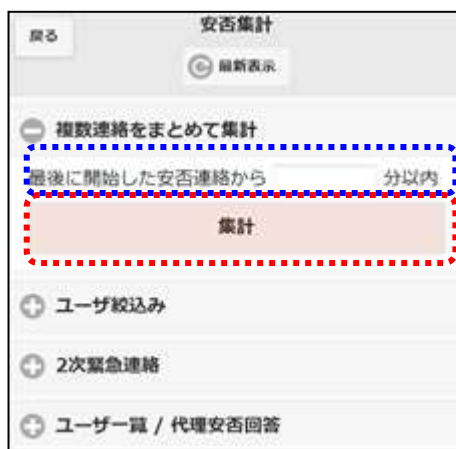 戻る
安否集計
最新表示
複数連絡をまとめて集計
最後に開始した安否連絡から 分以内
集計
ユーザ絞込み
2次緊急連絡
ユーザ一覧 / 代理安否回答